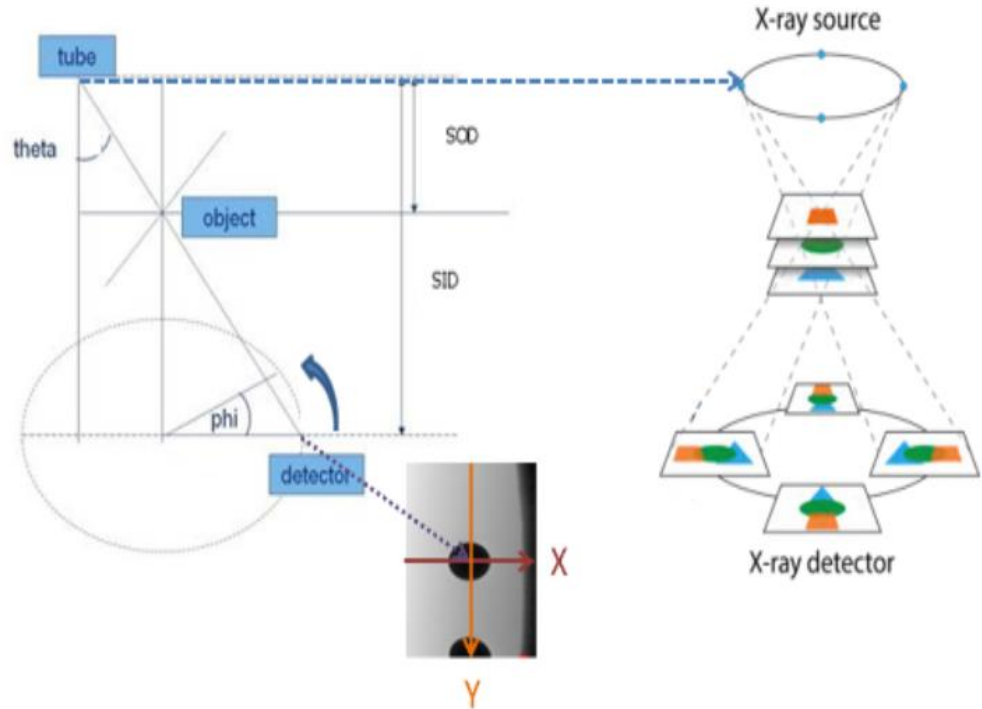 X-ray source
tube
theta
SOD
object
SID
phi
detector
X
X-ray detector
Y